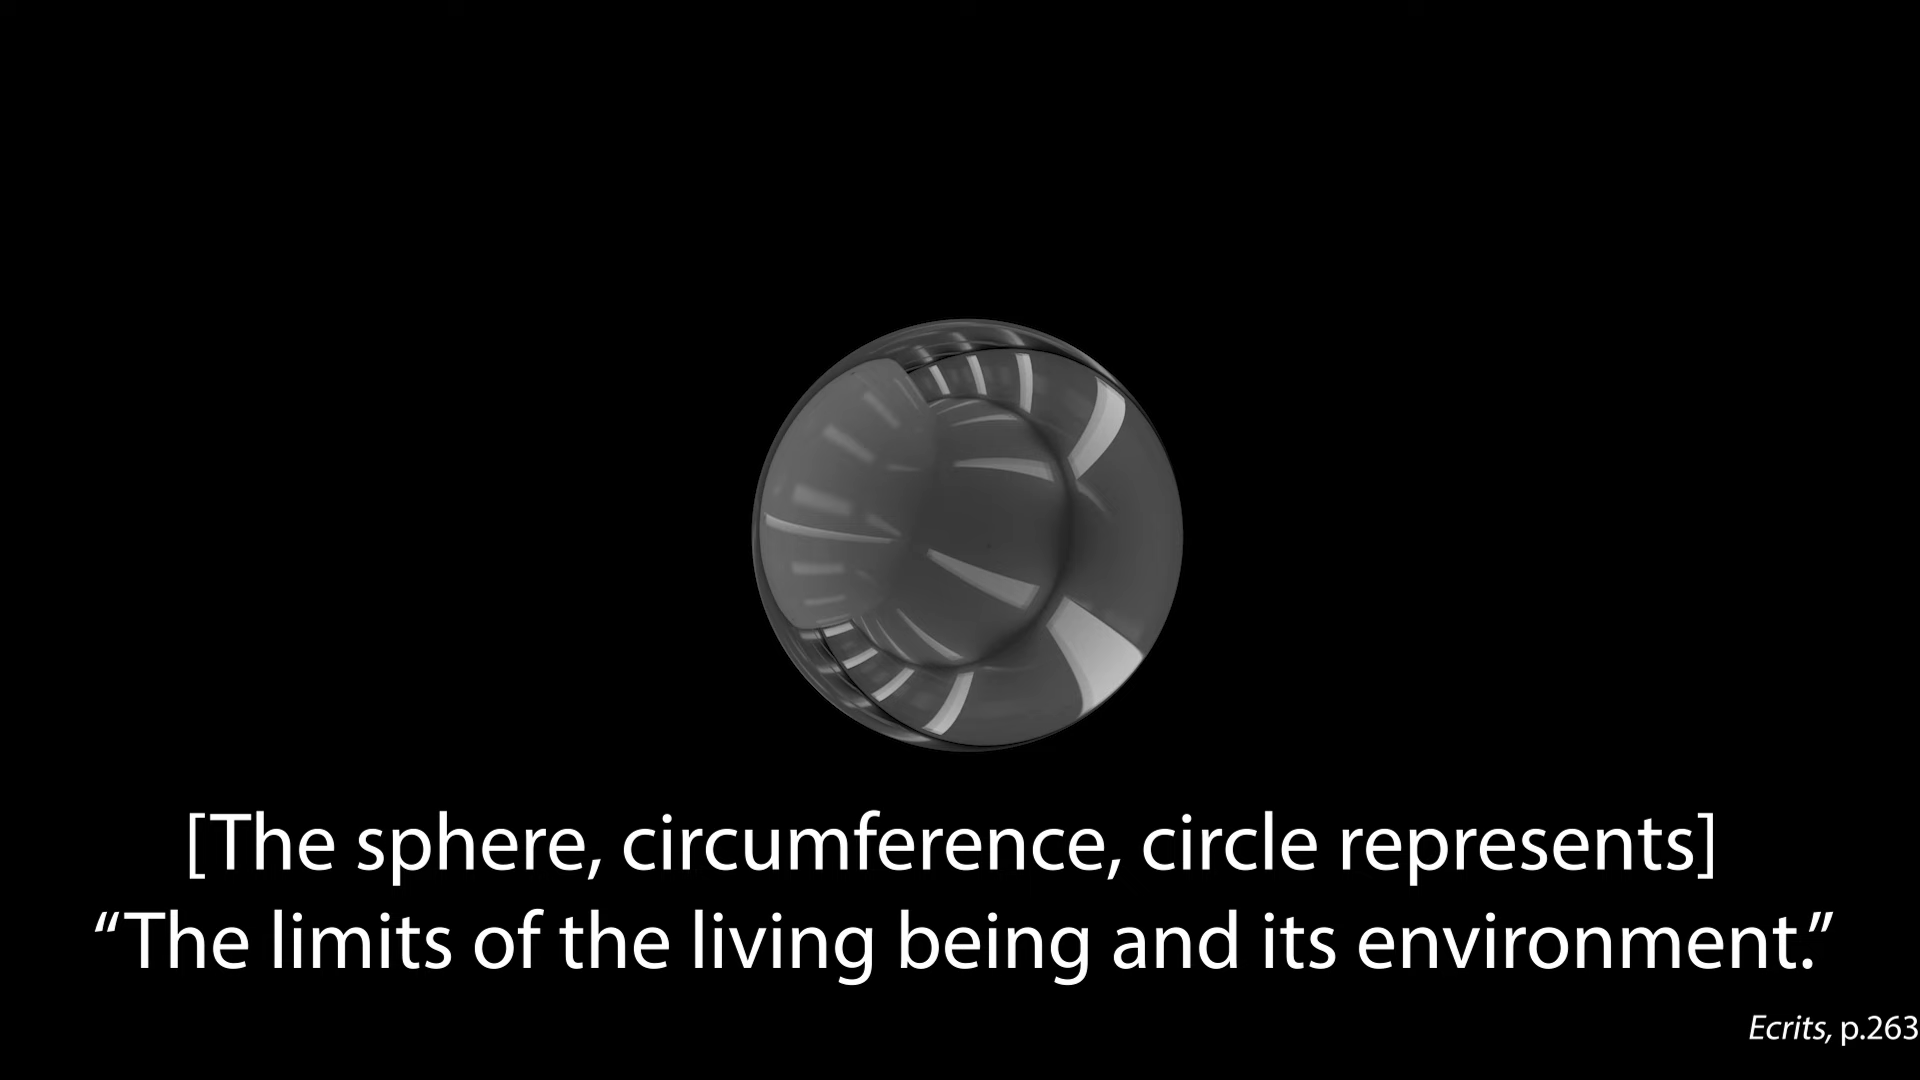 [The sphere, circumference, circle represents]
“The limits of the living being and its environment.”
Ecrits, p.263